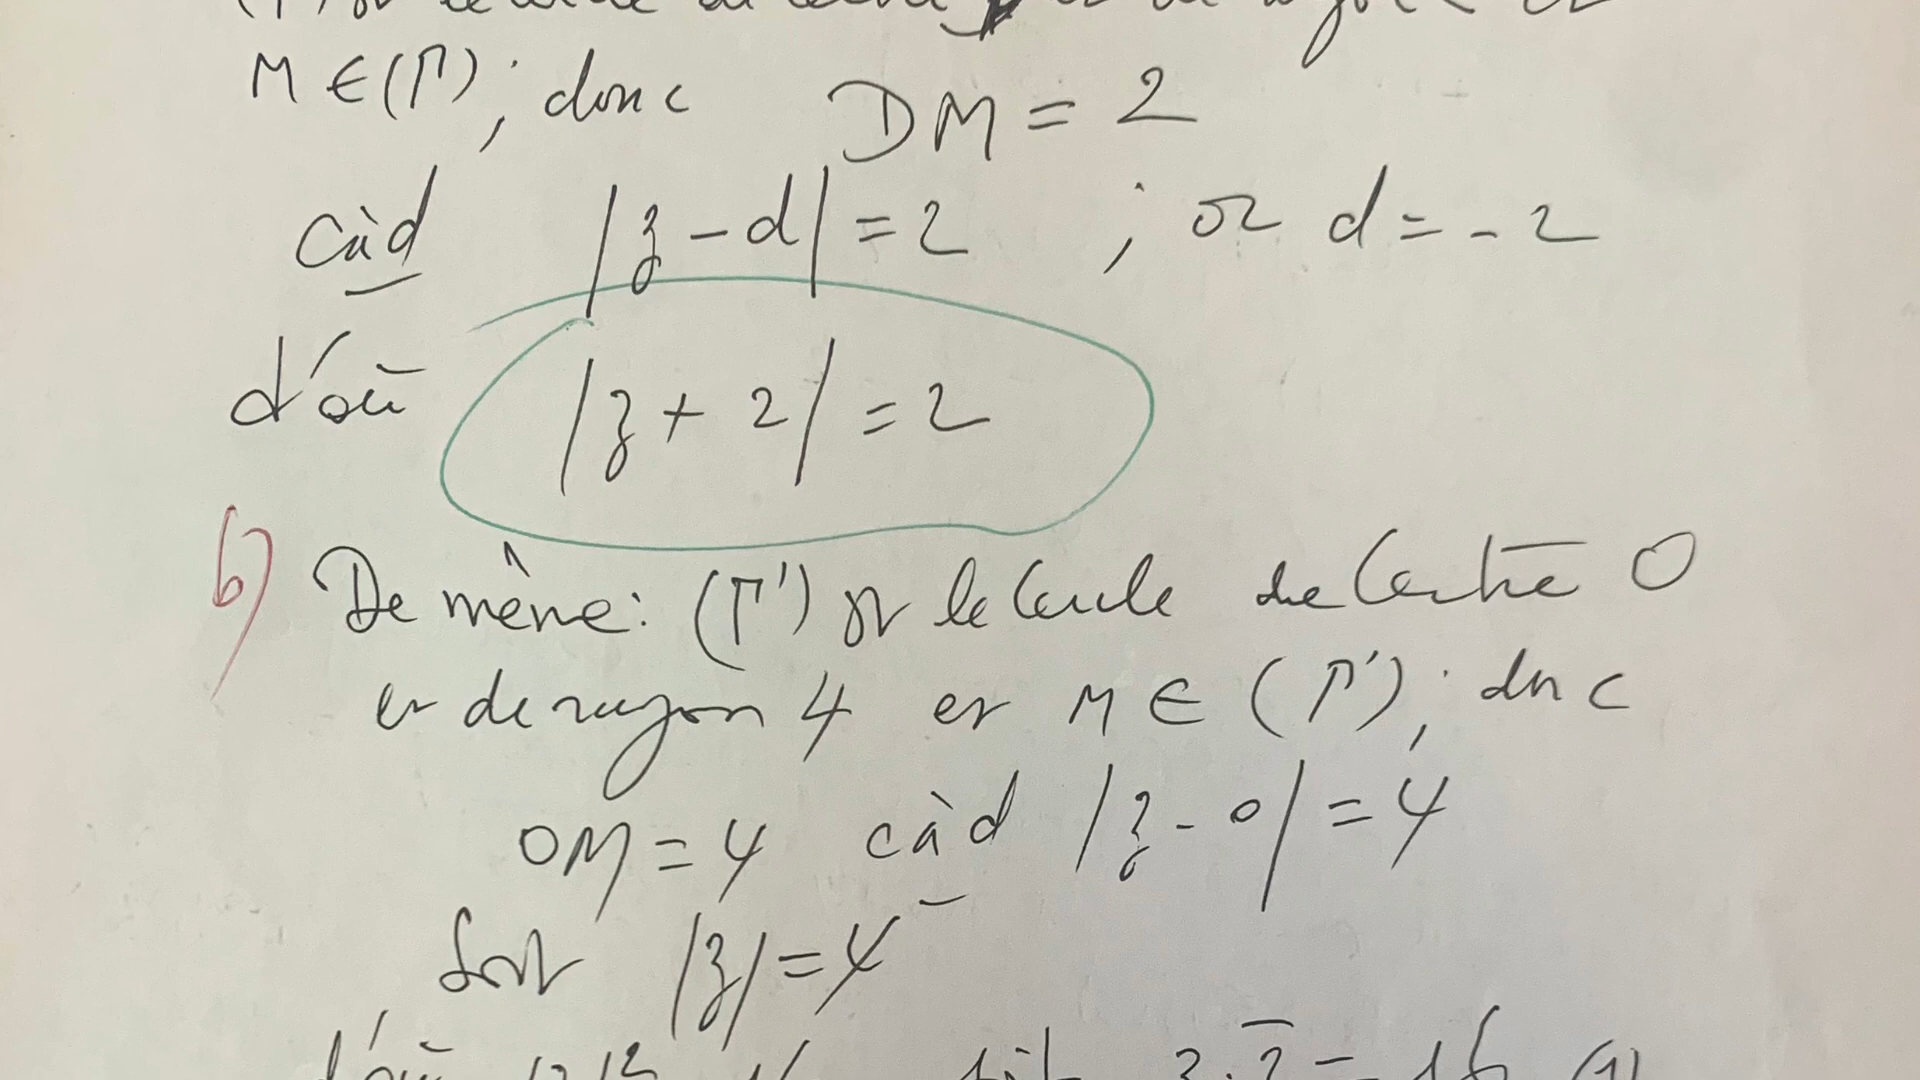 M ∈ (Γ) ; donc DM = 2
càd |z - d| = 2 ; or d = -2
d'où |z + 2| = 2
b) De même : (Γ') est le cercle de centre O
et de rayon 4 et M ∈ (Γ') ; donc
OM = 4 càd |z - 0| = 4
soit |z| = 4